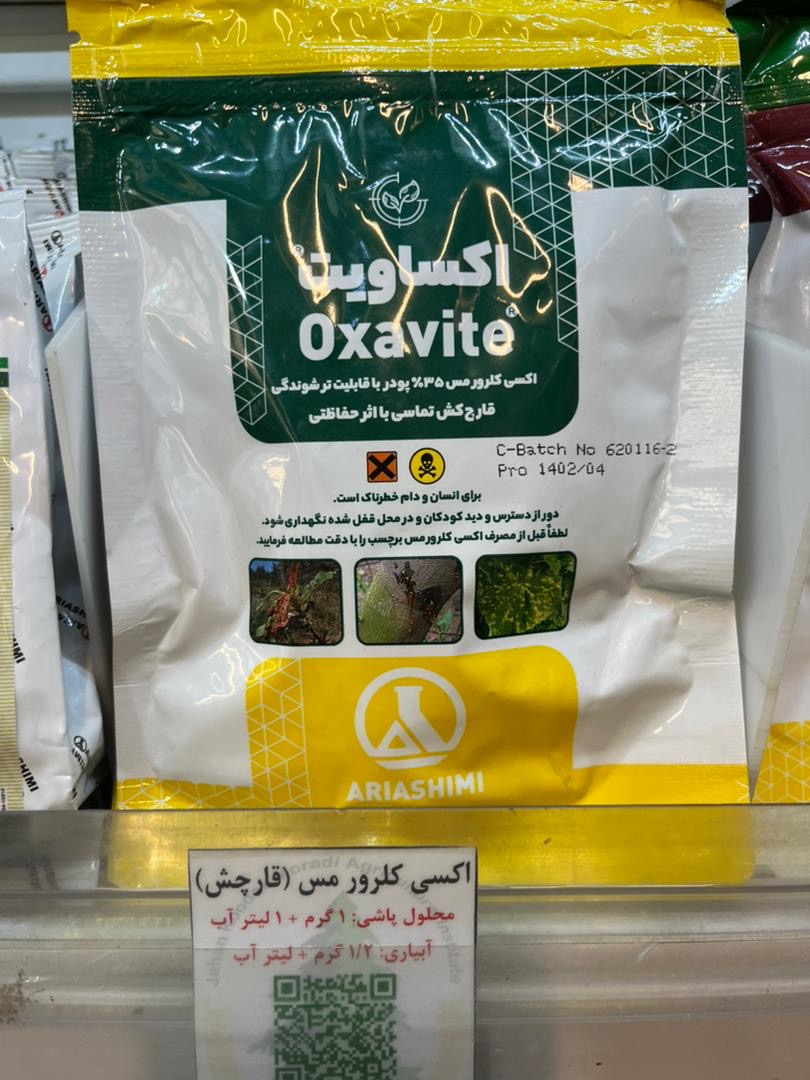 اکساویت®
Oxavite®
اکسی کلرور مس ۳۵٪ پودر با قابلیت تر شوندگی
قارچ کش تماسی با اثر حفاظتی
C-Batch No 620116-2
Pro 1402/04
برای انسان و دام خطرناک است.
دور از دسترس و دید کودکان و در محل قفل شده نگهداری شود.
لطفاً قبل از مصرف اکسی کلرور مس برچسب را با دقت مطالعه فرمایید.
ARIASHIMI
اکسی کلرور مس (قارچش)
محلول پاشی: ۱ گرم + ۱ لیتر آب
آبیاری: ۱/۲ گرم + لیتر آب